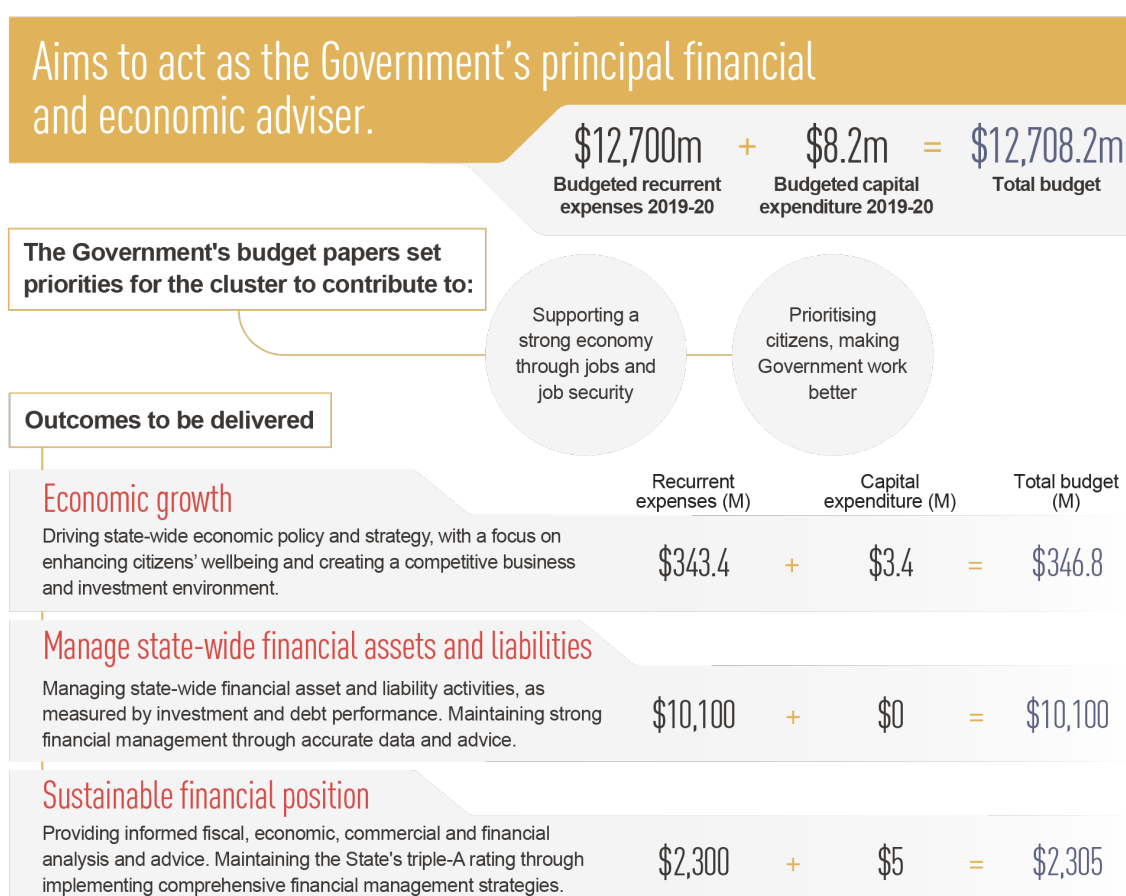 Aims to act as the Government’s principal financial
and economic adviser.
$12,700m + $8.2m = $12,708.2m
Budgeted recurrent Budgeted capital Total budget
expenses 2019-20 expenditure 2019-20
The Government's budget papers set
priorities for the cluster to contribute to:
Supporting a
strong economy
through jobs and
job security
Prioritising
citizens, making
Government work
better
Outcomes to be delivered
Recurrent Capital Total budget
expenses (M) expenditure (M) (M)
Economic growth
Driving state-wide economic policy and strategy, with a focus on
enhancing citizens’ wellbeing and creating a competitive business
and investment environment.
$343.4 + $3.4 = $346.8
Manage state-wide financial assets and liabilities
Managing state-wide financial asset and liability activities, as
measured by investment and debt performance. Maintaining strong
financial management through accurate data and advice.
$10,100 + $0 = $10,100
Sustainable financial position
Providing informed fiscal, economic, commercial and financial
analysis and advice. Maintaining the State's triple-A rating through
implementing comprehensive financial management strategies.
$2,300 + $5 = $2,305